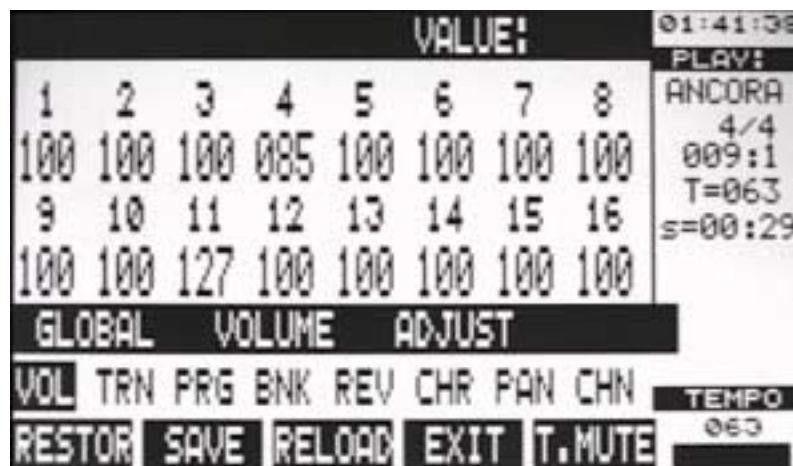 VALUE:
1 2 3 4 5 6 7 8
100 100 100 085 100 100 100 100
9 10 11 12 13 14 15 16
100 100 127 100 100 100 100 100
GLOBAL VOLUME ADJUST
VOL TRN PRG BNK REV CHR PAN CHN
RESTOR SAVE RELOAD EXIT T.MUTE
01:41:38
PLAY:
ANCORA
4/4
009:1
T=063
s=00:29
TEMPO
063